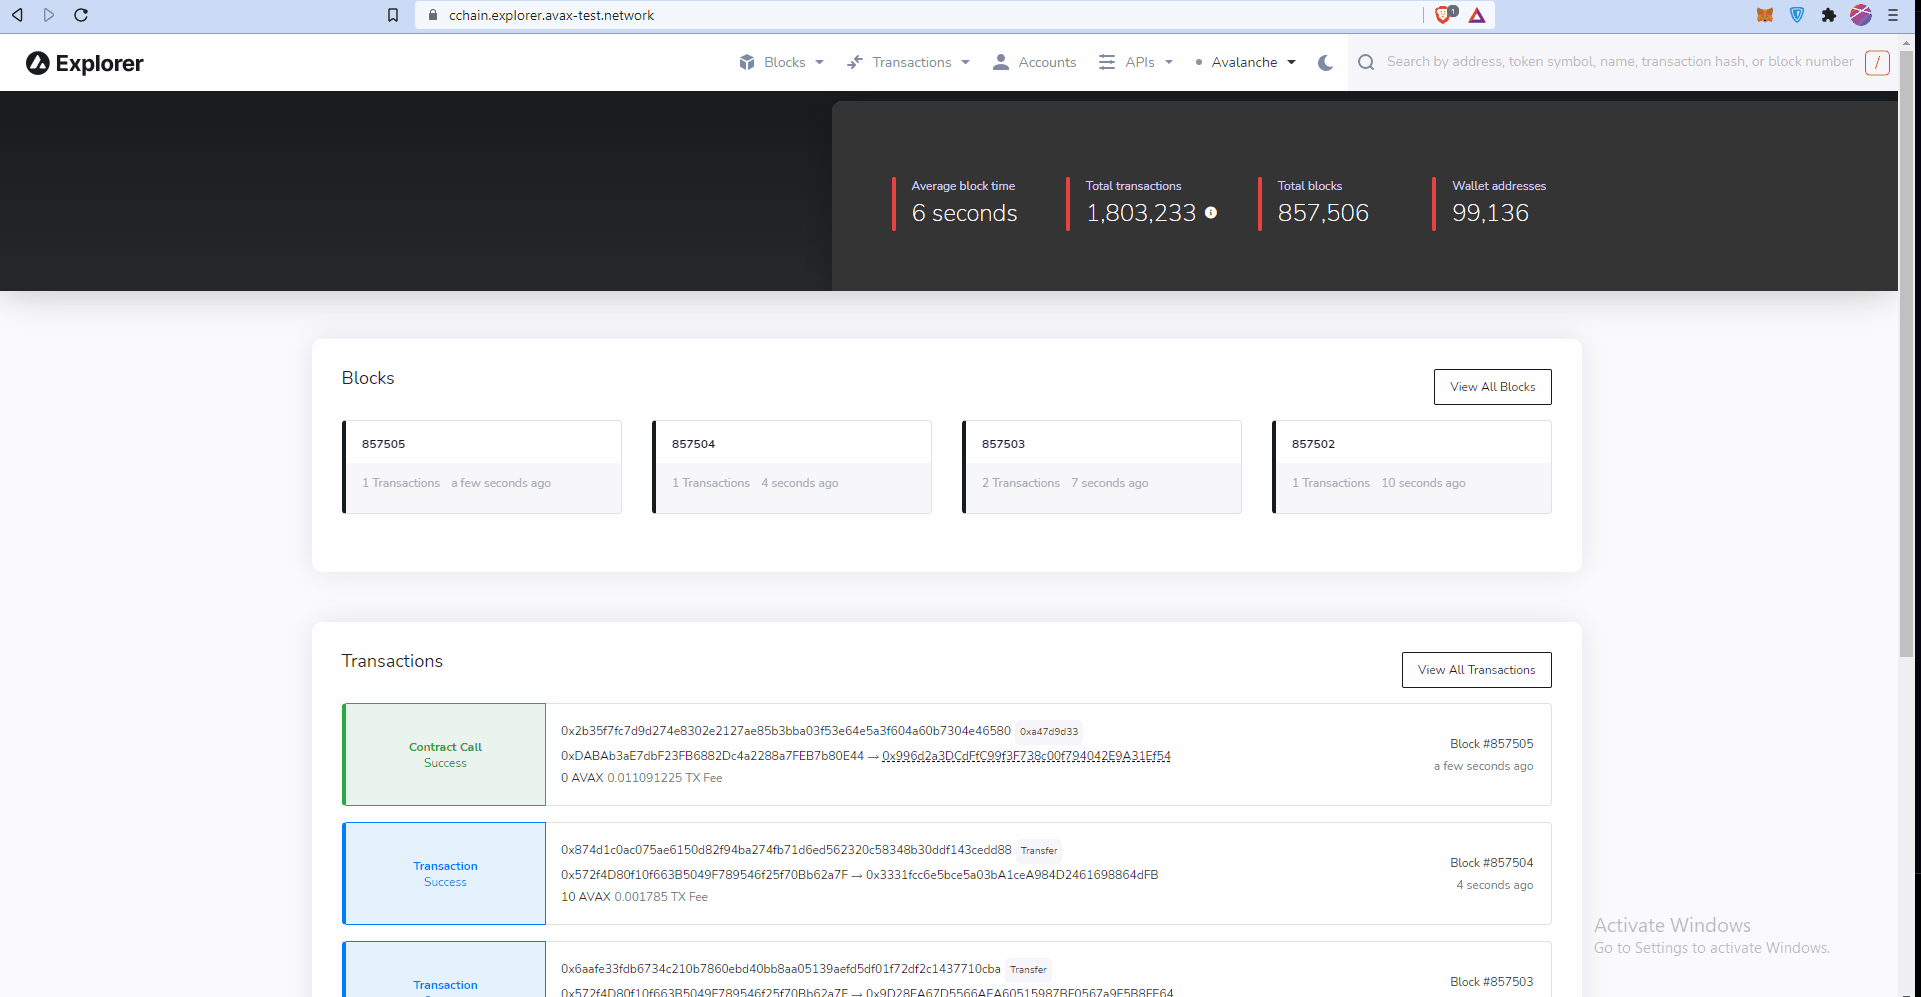 cchain.explorer.avax-test.network
1
Explorer
Blocks
Transactions
Accounts
APIs
Avalanche
Search by address, token symbol, name, transaction hash, or block number
/
Average block time
6 seconds
Total transactions
1,803,233
Total blocks
857,506
Wallet addresses
99,136
Blocks
View All Blocks
857505
1 Transactions a few seconds ago
857504
1 Transactions 4 seconds ago
857503
2 Transactions 7 seconds ago
857502
1 Transactions 10 seconds ago
Transactions
View All Transactions
Contract Call
Success
0x2b35f7fc7d9d274e8302e2127ae85b3bba03f53e64e5a3f604a60b7304e46580 0xa47d9d33
0xDABAb3aE7dbF23FB6882Dc4a2288a7FEB7b80E44 → 0x996d2a3DCdFfC99f3F738c00f794042E9A31Ef54
0 AVAX 0.011091225 TX Fee
Block #857505
a few seconds ago
Transaction
Success
0x874d1c0ac075ae6150d82f94ba274fb71d6ed562320c58348b30ddf143cedd88 Transfer
0x572f4D80f10f663B5049F789546f25f70Bb62a7F → 0x3331fcc6e5bce5a03bA1ceA984D2461698864dFB
10 AVAX 0.001785 TX Fee
Block #857504
4 seconds ago
Transaction
0x6aafe33fdb6734c210b7860ebd40bb8aa05139aefd5df01f72df2c1437710cba Transfer
0x572f4D80f10f663B5049F789546f25f70Bb62a7F →
Block #857503
Activate Windows
Go to Settings to activate Windows.